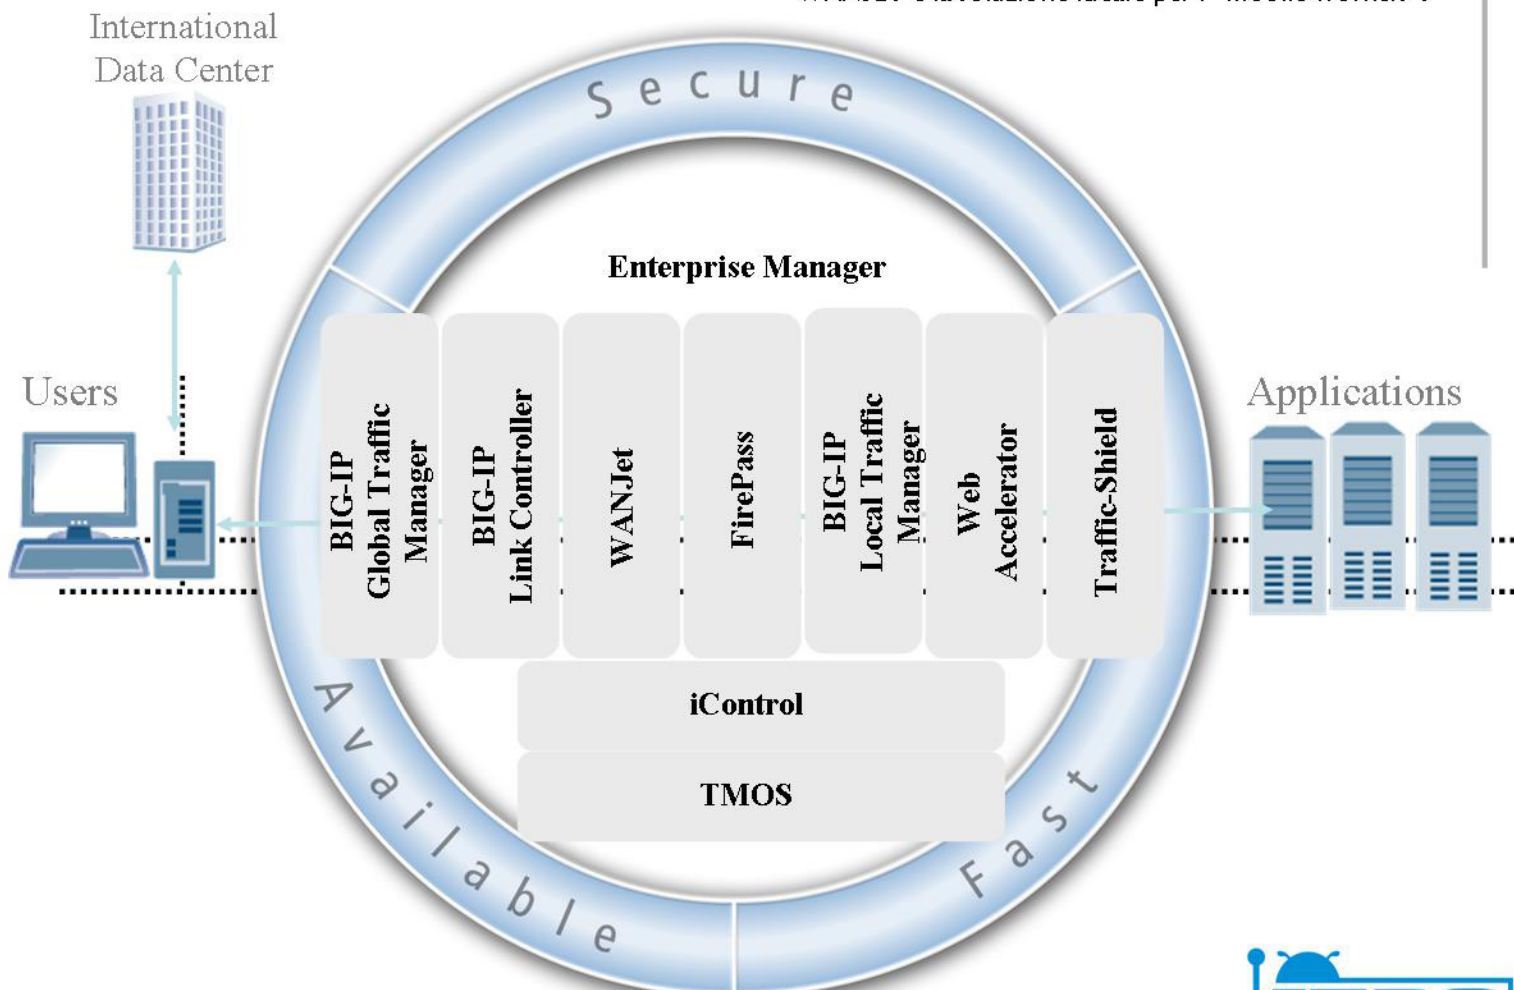 International
Data Center
Secure
Enterprise Manager
Users
Applications
BIG-IP
Global Traffic
Manager
BIG-IP
Link Controller
WANJet
FirePass
BIG-IP
Local Traffic
Manager
Web
Accelerator
Traffic-Shield
iControl
TMOS
Available
Fast